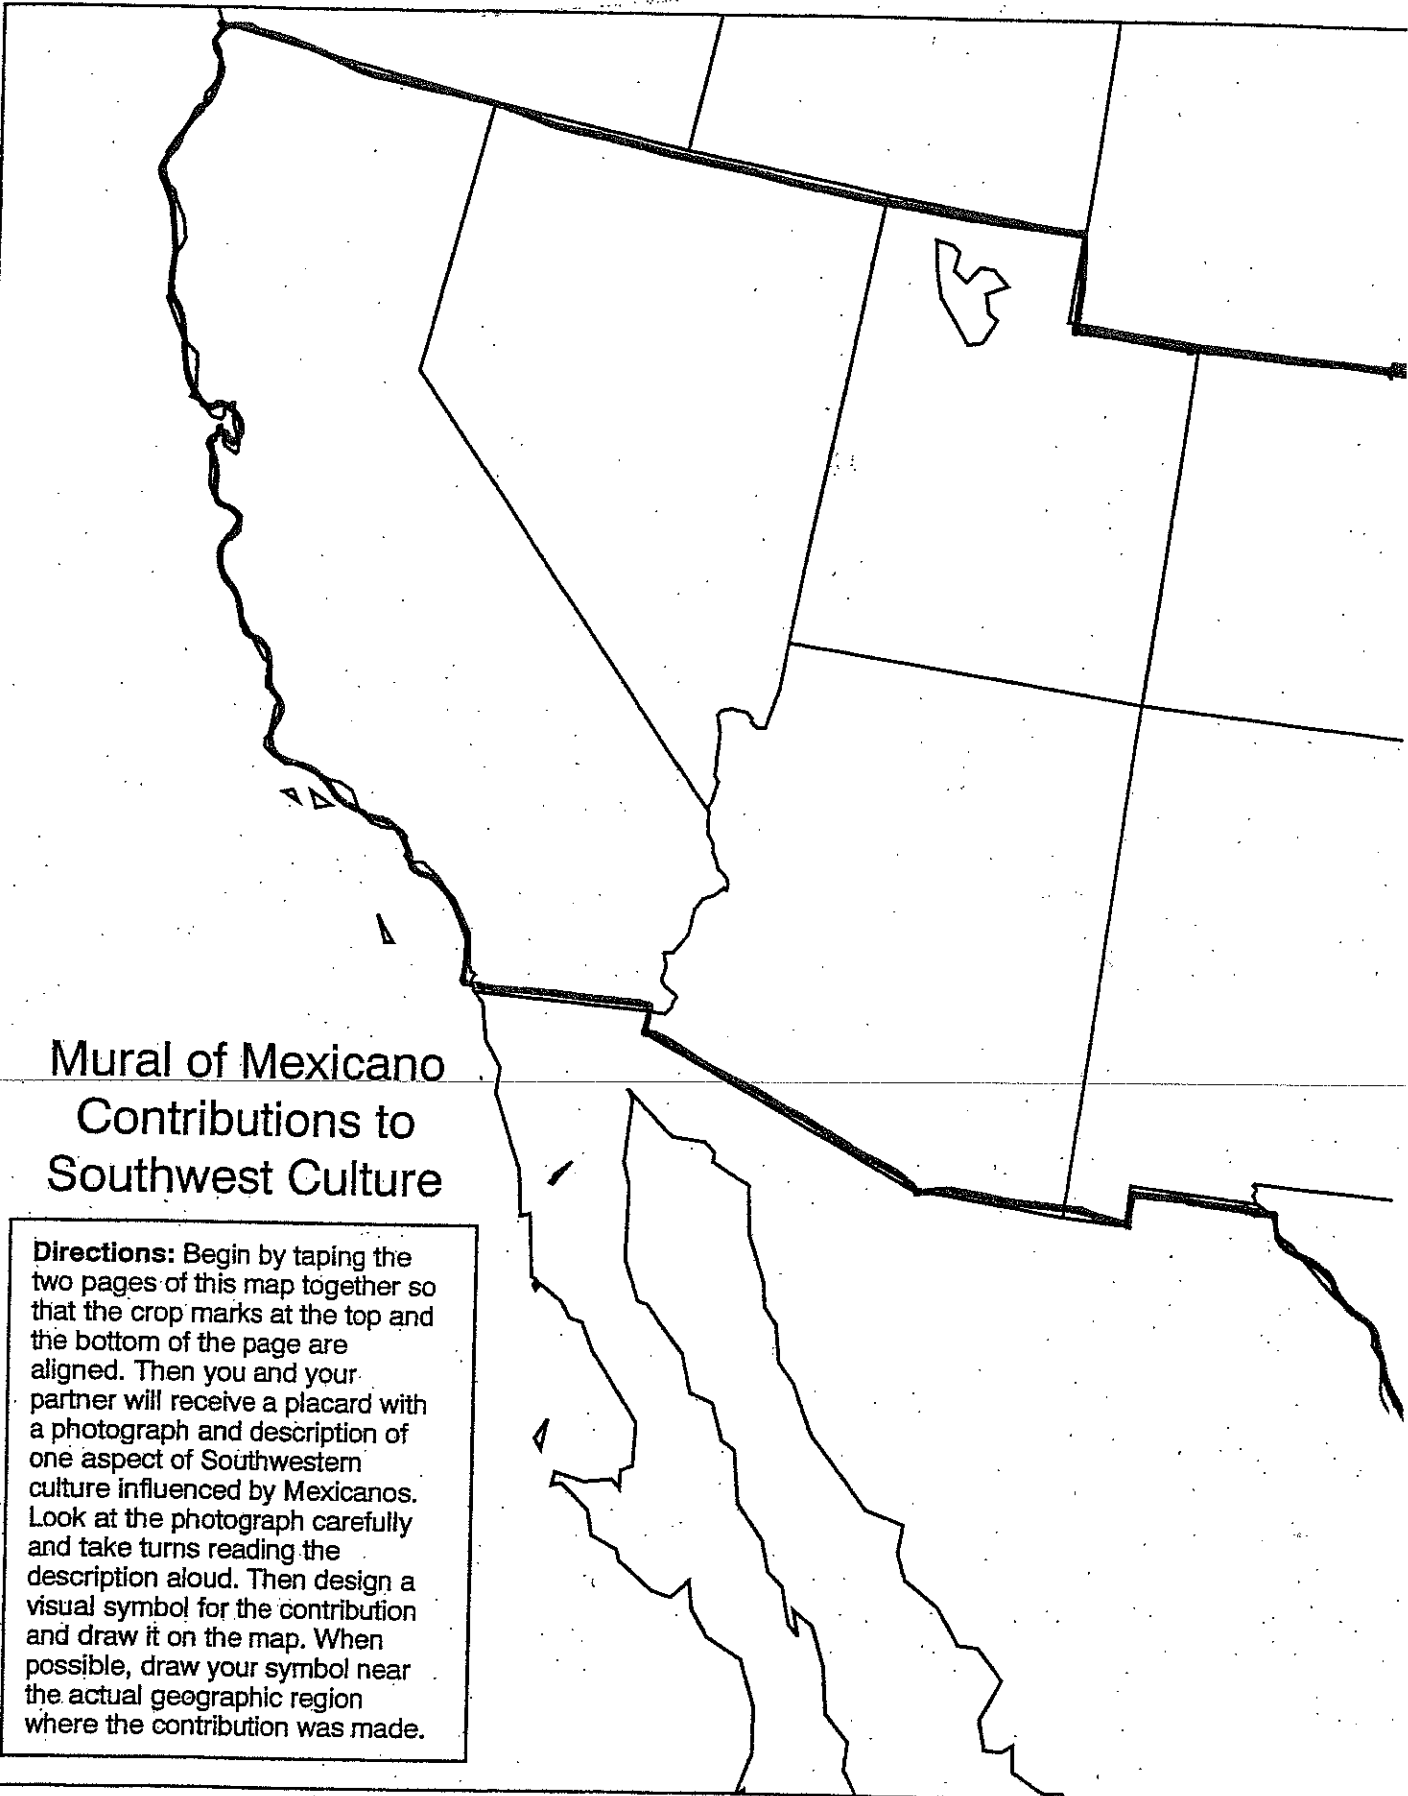 Mural of Mexicano
Contributions to
Southwest Culture
Directions: Begin by taping the
two pages of this map together so
that the crop marks at the top and
the bottom of the page are
aligned. Then you and your
partner will receive a placard with
a photograph and description of
one aspect of Southwestern
culture influenced by Mexicanos.
Look at the photograph carefully
and take turns reading the
description aloud. Then design a
visual symbol for the contribution
and draw it on the map. When
possible, draw your symbol near
the actual geographic region
where the contribution was made.